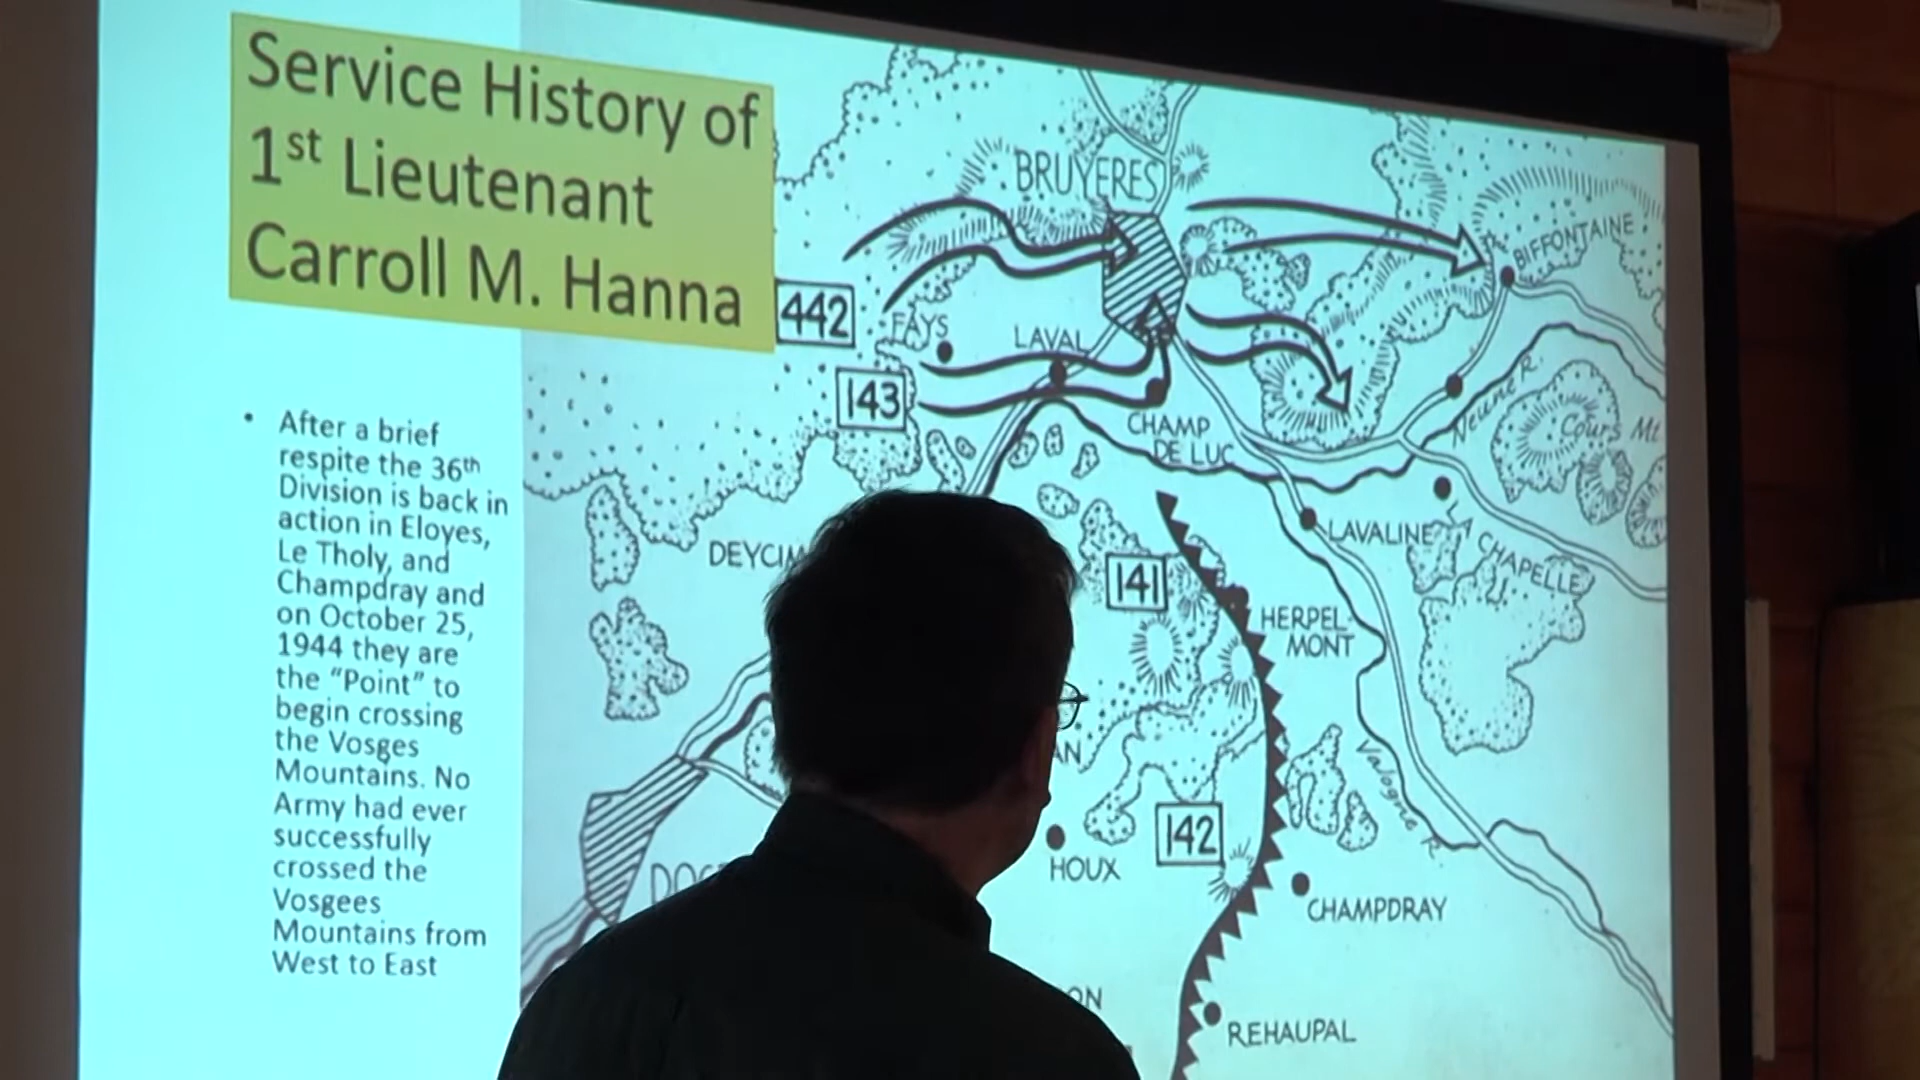 Service History of
1st Lieutenant
Carroll M. Hanna
• After a brief
respite the 36th
Division is back in
action in Eloyes,
Le Tholy, and
Champdray and
on October 25,
1944 they are
the “Point” to
begin crossing
the Vosges
Mountains. No
Army had ever
successfully
crossed the
Vosgees
Mountains from
West to East
BRUYERES
BIFFONTAINE
442
FAYS
LAVAL
143
CHAMP
DE LUC
Neune R.
Cour Mt.
LAVALINE
LA CHAPELLE
141
HERPEL
MONT
Valogne R.
142
HOUX
CHAMPDRAY
REHAUPAL